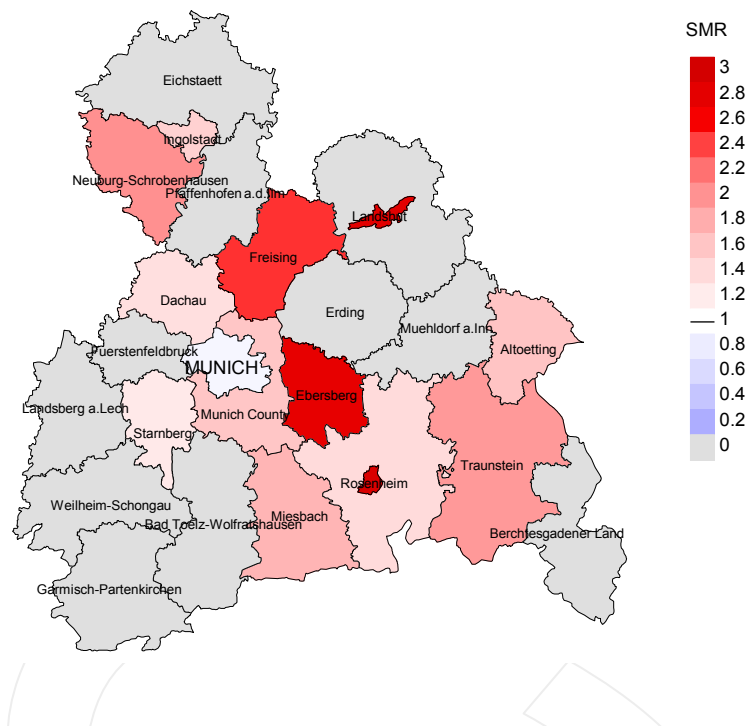 SMR
3
2.8
2.6
2.4
2.2
2
1.8
1.6
1.4
1.2
1
0.8
0.6
0.4
0.2
0
Eichstaett
Ingolstadt
Neuburg-Schrobenhausen
Pfaffenhofen a.d.Ilm
Landshut
Freising
Dachau
Erding
Muehldorf a.Inn
Altoetting
Fuerstenfeldbruck
MUNICH
Ebersberg
Landsberg a.Lech
Munich County
Starnberg
Traunstein
Rosenheim
Weilheim-Schongau
Miesbach
Bad Toelz-Wolfratshausen
Berchtesgadener Land
Garmisch-Partenkirchen